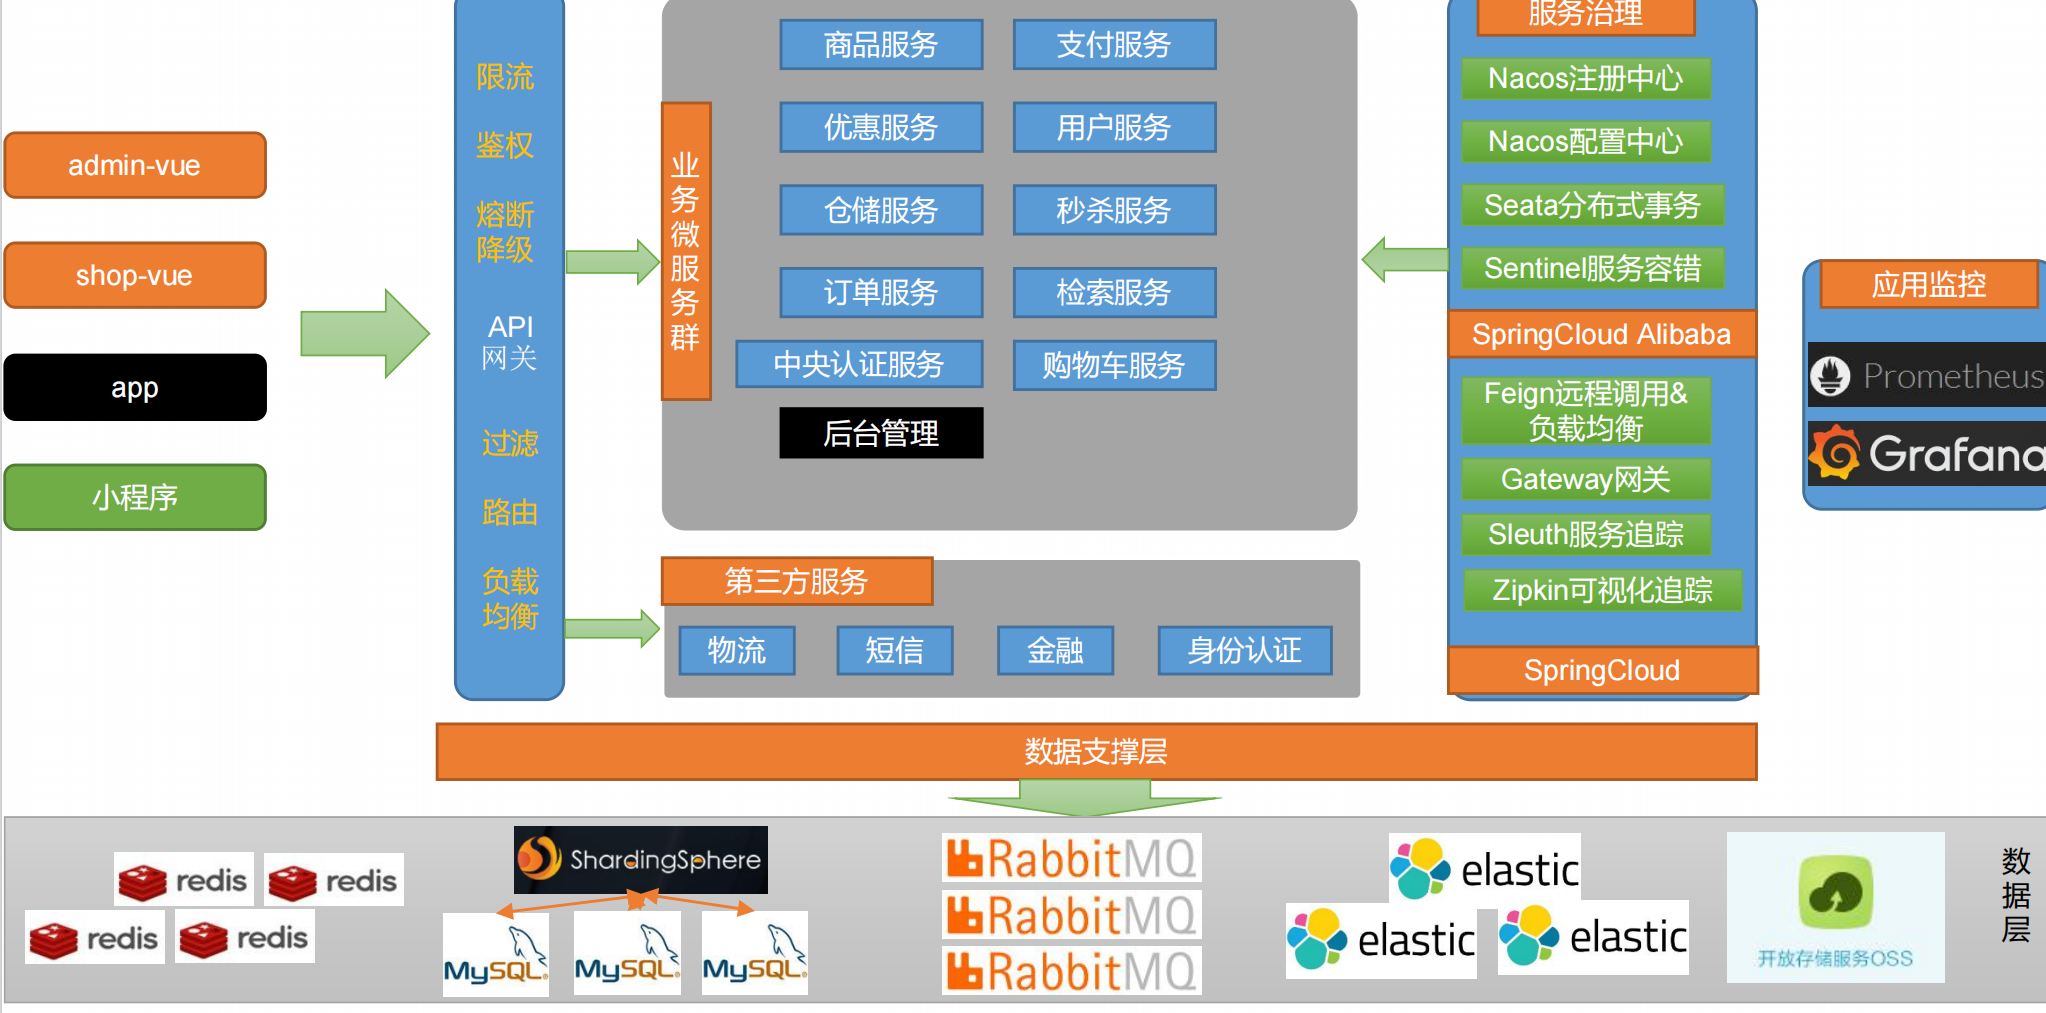 admin-vue
shop-vue
app
小程序
限流
鉴权
熔断
降级
API
网关
过滤
路由
负载
均衡
业务微服务群
商品服务
支付服务
优惠服务
用户服务
仓储服务
秒杀服务
订单服务
检索服务
中央认证服务
购物车服务
后台管理
第三方服务
物流
短信
金融
身份认证
服务治理
Nacos注册中心
Nacos配置中心
Seata分布式事务
Sentinel服务容错
SpringCloud Alibaba
Feign远程调用&
负载均衡
Gateway网关
Sleuth服务追踪
Zipkin可视化追踪
SpringCloud
应用监控
Prometheus
Grafana
数据支撑层
redis
redis
redis
redis
ShardingSphere
MySQL
MySQL
MySQL
RabbitMQ
RabbitMQ
RabbitMQ
elastic
elastic
elastic
开放存储服务OSS
数据层